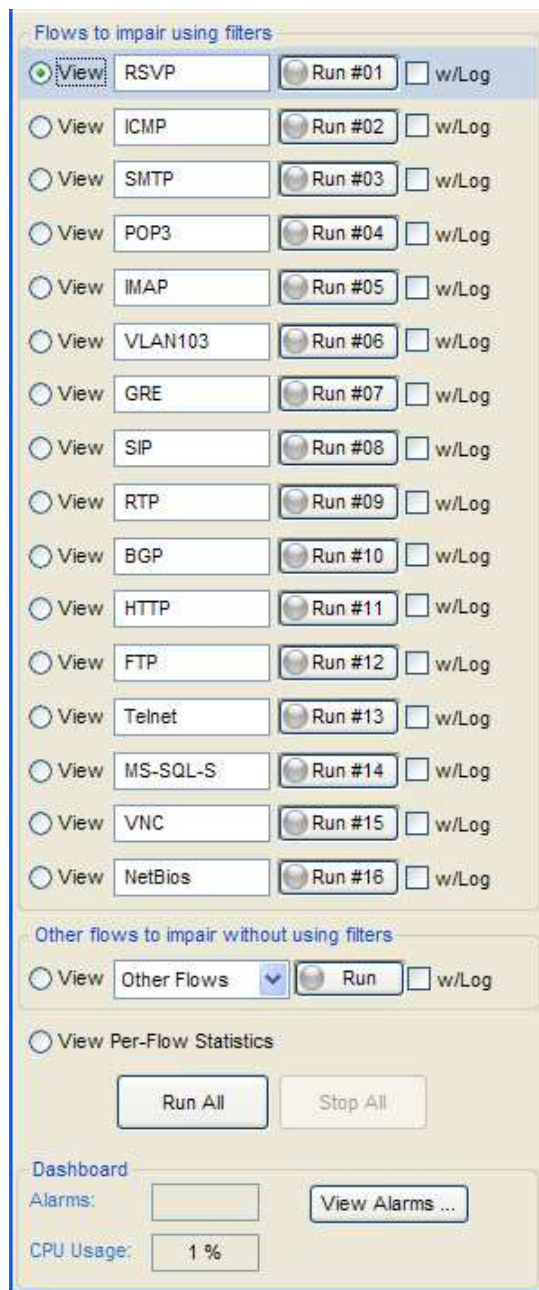 Flows to impair using filters
View RSVP Run #01 w/Log
View ICMP Run #02 w/Log
View SMTP Run #03 w/Log
View POP3 Run #04 w/Log
View IMAP Run #05 w/Log
View VLAN103 Run #06 w/Log
View GRE Run #07 w/Log
View SIP Run #08 w/Log
View RTP Run #09 w/Log
View BGP Run #10 w/Log
View HTTP Run #11 w/Log
View FTP Run #12 w/Log
View Telnet Run #13 w/Log
View MS-SQL-S Run #14 w/Log
View VNC Run #15 w/Log
View NetBios Run #16 w/Log
Other flows to impair without using filters
View Other Flows Run w/Log
View Per-Flow Statistics
Run All Stop All
Dashboard
Alarms: View Alarms ...
CPU Usage: 1 %